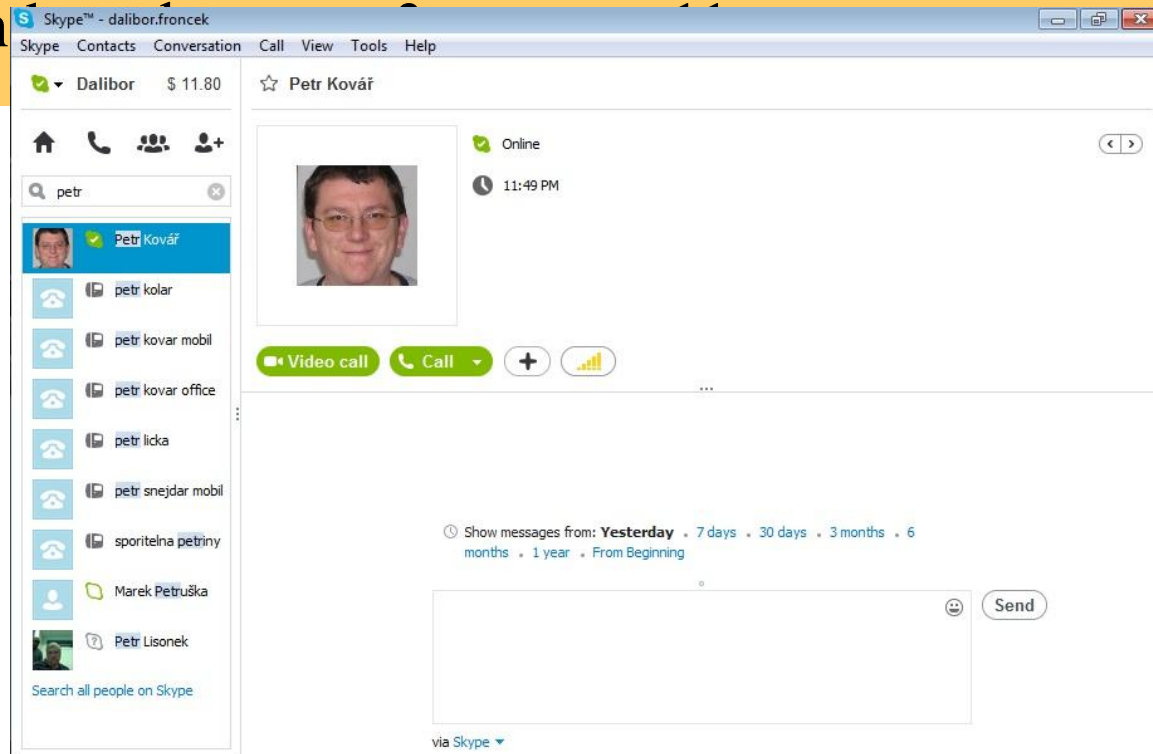 Skype™ - dalibor.froncek
Skype Contacts Conversation Call View Tools Help
Dalibor $ 11.80
Petr Kovář
Online
11:49 PM
petr
Petr Kovář
petr kolar
petr kovar mobil
petr kovar office
petr licka
petr snejdar mobil
sporitelna petriny
Marek Petruška
Petr Lisonek
Search all people on Skype
Video call Call
Show messages from: Yesterday . 7 days . 30 days . 3 months . 6
months . 1 year . From Beginning
Send
via Skype